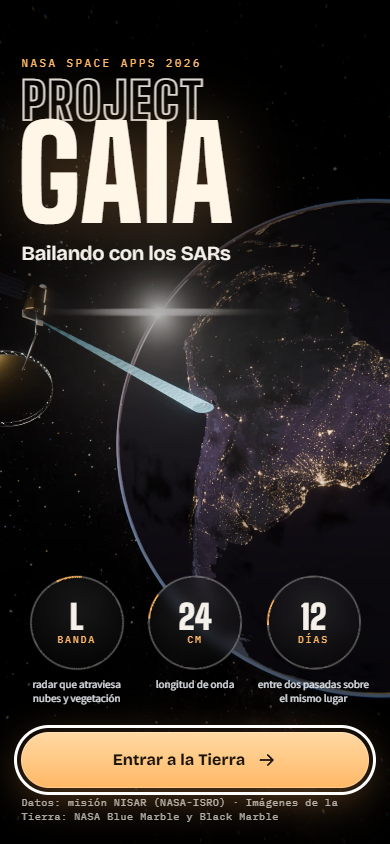 NASA SPACE APPS 2026
PROJECT
GAIA
Bailando con los SARs
L
BANDA
radar que atraviesa
nubes y vegetación
24
CM
longitud de onda
12
DÍAS
entre dos pasadas sobre
el mismo lugar
Entrar a la Tierra →
Datos: misión NISAR (NASA-ISRO) · Imágenes de la
Tierra: NASA Blue Marble y Black Marble